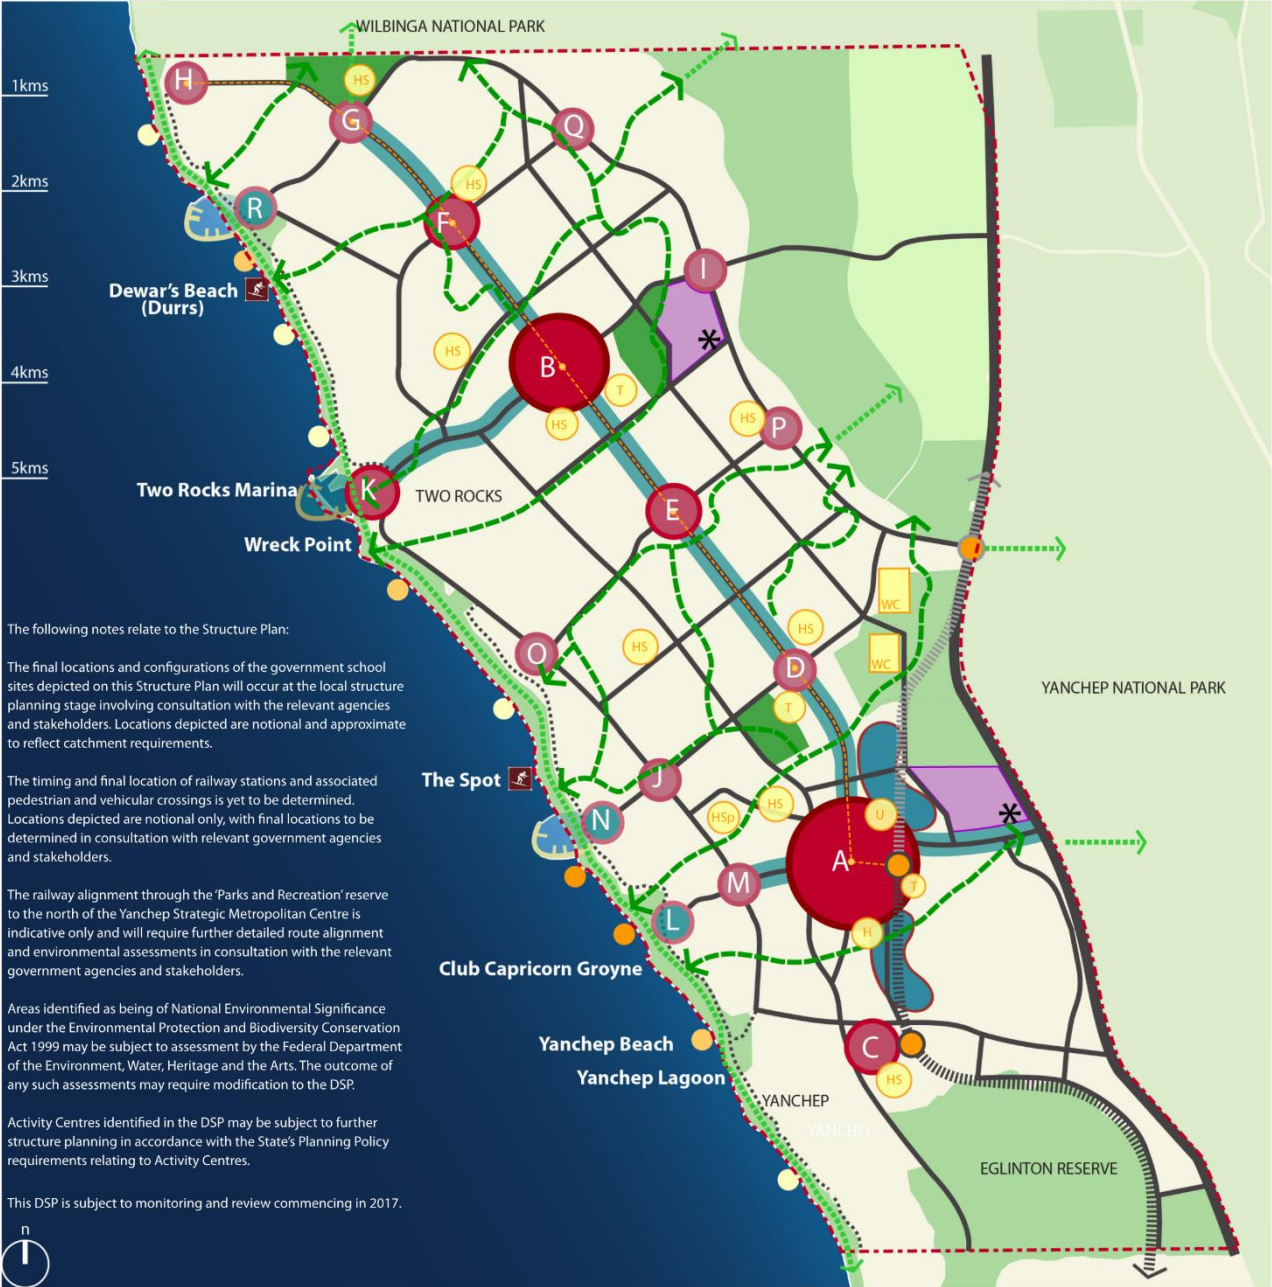 WILBINGA NATIONAL PARK
H
HS
1kms
G
Q
2kms
HS
R
F
I
3kms
Dewar's Beach
(Durrs)
*
HS
B
4kms
T
HS
HS
P
5kms
Two Rocks Marina
K
TWO ROCKS
E
Wreck Point
WC
The following notes relate to the Structure Plan:
HS
HS
WC
O
D
The final locations and configurations of the government school
sites depicted on this Structure Plan will occur at the local structure
planning stage involving consultation with the relevant agencies
and stakeholders. Locations depicted are notional and approximate
to reflect catchment requirements.
YANCHEP NATIONAL PARK
T
The Spot
J
The timing and final location of railway stations and associated
pedestrian and vehicular crossings is yet to be determined.
Locations depicted are notional only, with final locations to be
determined in consultation with relevant government agencies
and stakeholders.
HS
HSp
U
*
N
A
M
T
The railway alignment through the 'Parks and Recreation' reserve
to the north of the Yanchep Strategic Metropolitan Centre is
indicative only and will require further detailed route alignment
and environmental assessments in consultation with the relevant
government agencies and stakeholders.
L
H
Club Capricorn Groyne
Areas identified as being of National Environmental Significance
under the Environmental Protection and Biodiversity Conservation
Act 1999 may be subject to assessment by the Federal Department
of the Environment, Water, Heritage and the Arts. The outcome of
any such assessments may require modification to the DSP.
Yanchep Beach
C
Yanchep Lagoon
HS
YANCHEP
YANCHEP
Activity Centres identified in the DSP may be subject to further
structure planning in accordance with the State's Planning Policy
requirements relating to Activity Centres.
EGLINTON RESERVE
This DSP is subject to monitoring and review commencing in 2017.
n